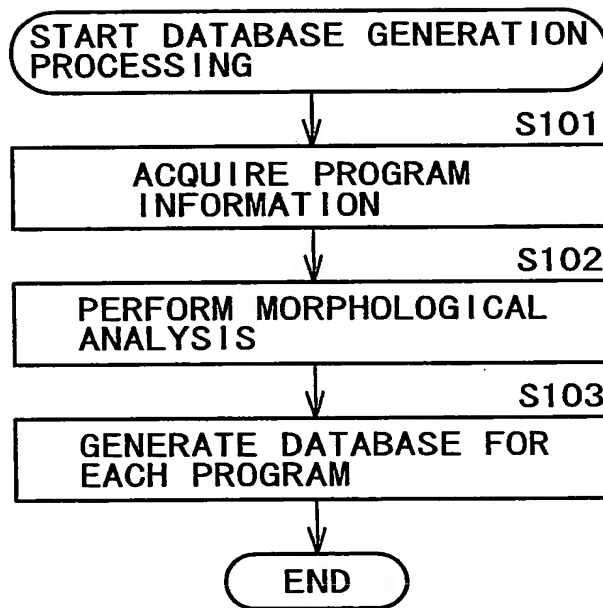 START DATABASE GENERATION
PROCESSING
S101
ACQUIRE PROGRAM
INFORMATION
S102
PERFORM MORPHOLOGICAL
ANALYSIS
S103
GENERATE DATABASE FOR
EACH PROGRAM
END